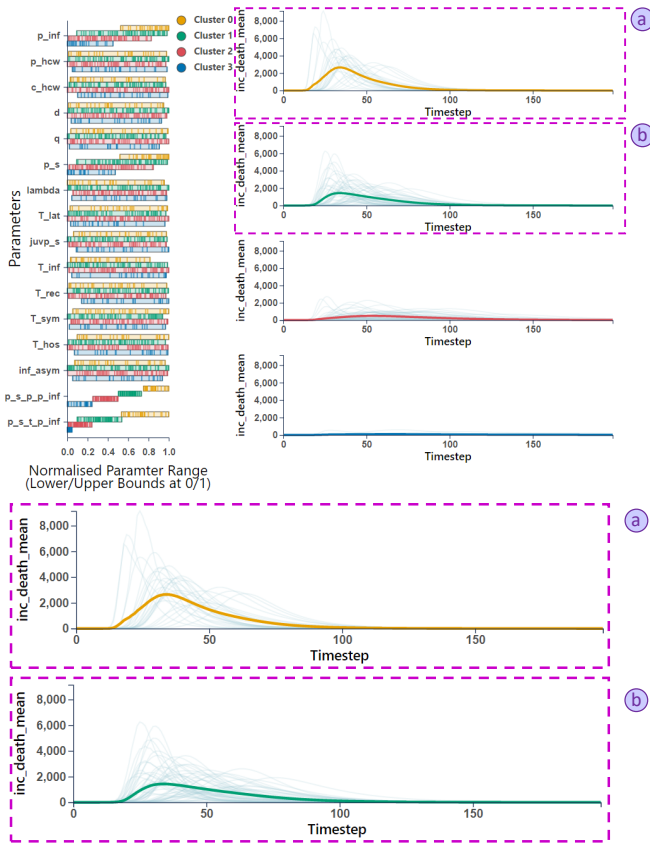 Cluster 0
Cluster 1
Cluster 2
Cluster 3
Parameters
p_inf
p_hcw
c_hcw
d
q
p_s
lambda
T_lat
juvp_s
T_inf
T_rec
T_sym
T_hos
inf_asym
p_s_p_p_inf
p_s_t_p_inf
0.0 0.2 0.4 0.6 0.8 1.0
Normalised Paramter Range
(Lower/Upper Bounds at 0/1)
a
inc_death_mean
8,000
6,000
4,000
2,000
0
0 50 100 150
Timestep
b
inc_death_mean
8,000
6,000
4,000
2,000
0
0 50 100 150
Timestep
inc_death_mean
8,000
6,000
4,000
2,000
0
0 50 100 150
Timestep
inc_death_mean
8,000
6,000
4,000
2,000
0
0 50 100 150
Timestep
a
inc_death_mean
8,000
6,000
4,000
2,000
0
0 50 100 150
Timestep
b
inc_death_mean
8,000
6,000
4,000
2,000
0
0 50 100 150
Timestep